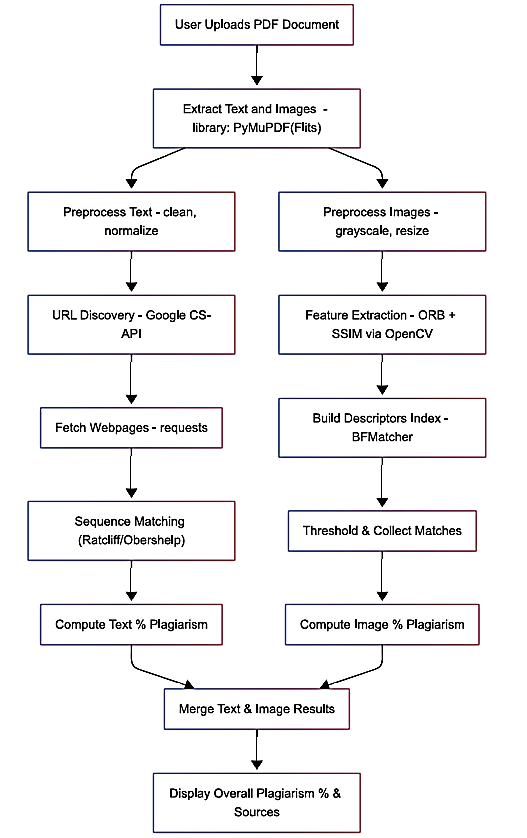 User Uploads PDF Document
Extract Text and Images -
library: PyMuPDF(Flits)
Preprocess Text - clean,
normalize
Preprocess Images -
grayscale, resize
URL Discovery - Google CS-
API
Feature Extraction - ORB +
SSIM via OpenCV
Fetch Webpages - requests
Build Descriptors Index -
BFMatcher
Sequence Matching
(Ratcliff/Obershelp)
Threshold & Collect Matches
Compute Text % Plagiarism
Compute Image % Plagiarism
Merge Text & Image Results
Display Overall Plagiarism % &
Sources